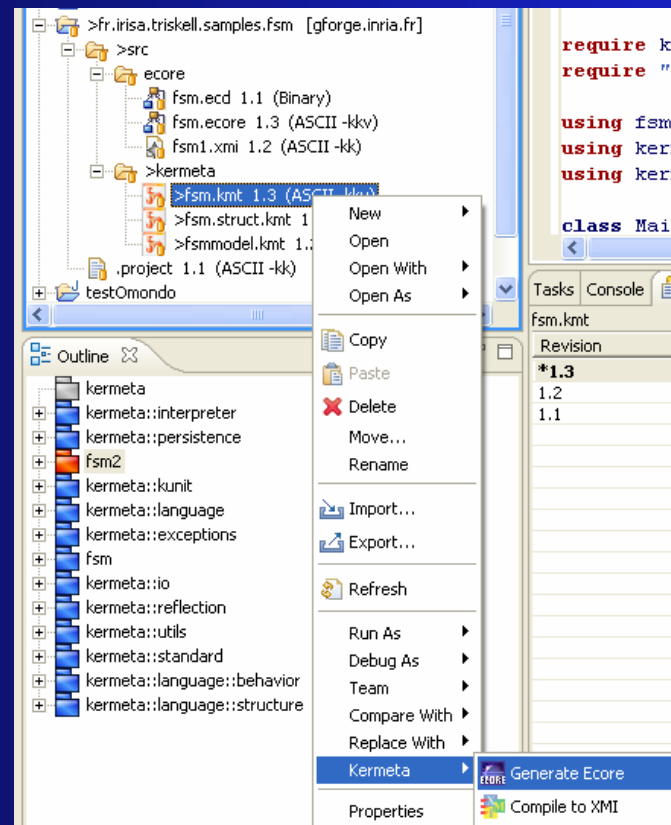 >fr.irisa.triskell.samples.fsm [gforge.inria.fr]
>src
ecore
fsm.ecd 1.1 (Binary)
fsm.ecore 1.3 (ASCII -kkv)
fsm1.xmi 1.2 (ASCII -kk)
>kermeta
>fsm.kmt 1.3 (ASCII -kkv)
>fsm.struct.kmt 1
>fsmmodel.kmt 1.
.project 1.1 (ASCII -kk)
testOmondo
require k
require "
using fsm
using ker
using ker
class Mai
Tasks Console
fsm.kmt
Revision
*1.3
1.2
1.1
Outline
kermeta
kermeta::interpreter
kermeta::persistence
fsm2
kermeta::kunit
kermeta::language
kermeta::exceptions
fsm
kermeta::io
kermeta::reflection
kermeta::utils
kermeta::standard
kermeta::language::behavior
kermeta::language::structure
New
Open
Open With
Open As
Copy
Paste
Delete
Move...
Rename
Import...
Export...
Refresh
Run As
Debug As
Team
Compare With
Replace With
Kermeta
Properties
Generate Ecore
Compile to XMI